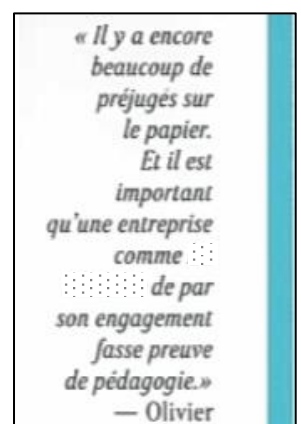 « Il y a encore
beaucoup de
préjugés sur
le papier.
Et il est
important
qu'une entreprise
comme
de par
son engagement
fasse preuve
de pédagogie.»
— Olivier